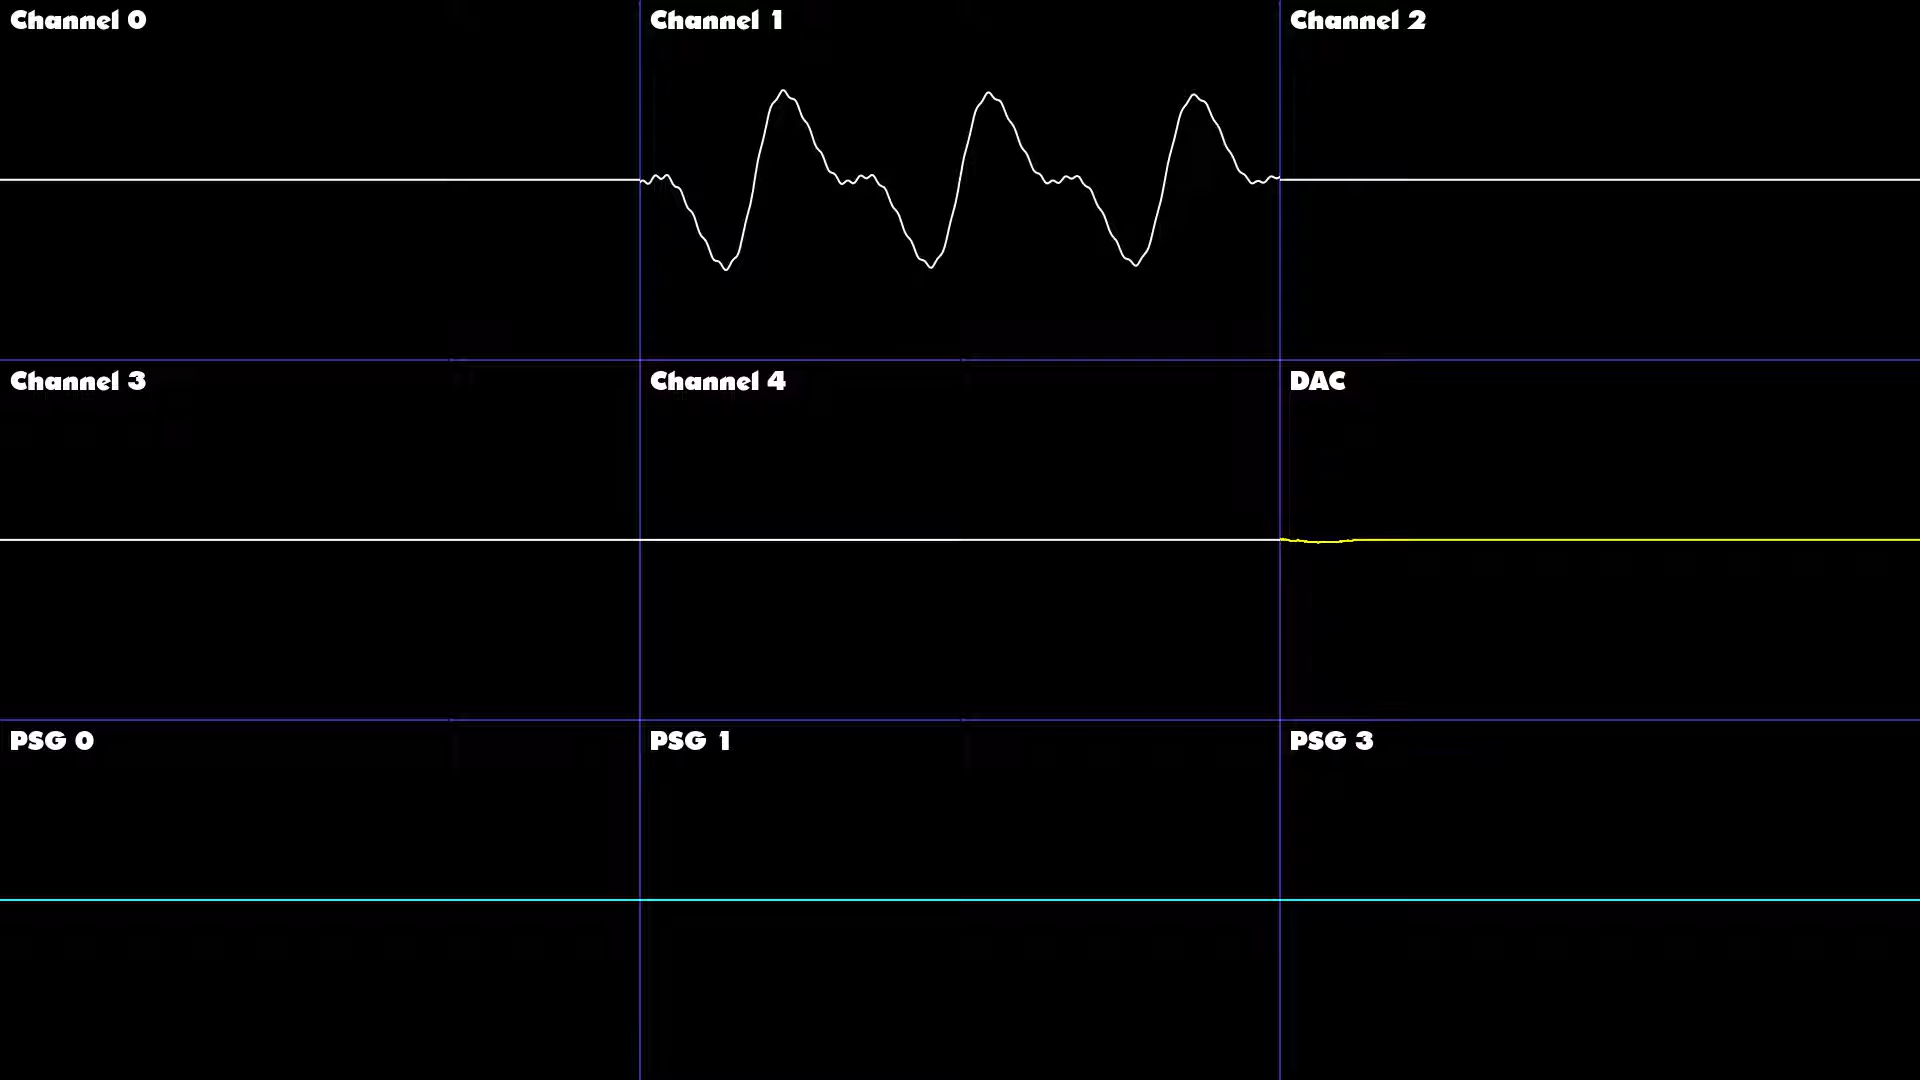 Channel 0
Channel 1
Channel 2
Channel 3
Channel 4
DAC
PSG 0
PSG 1
PSG 3